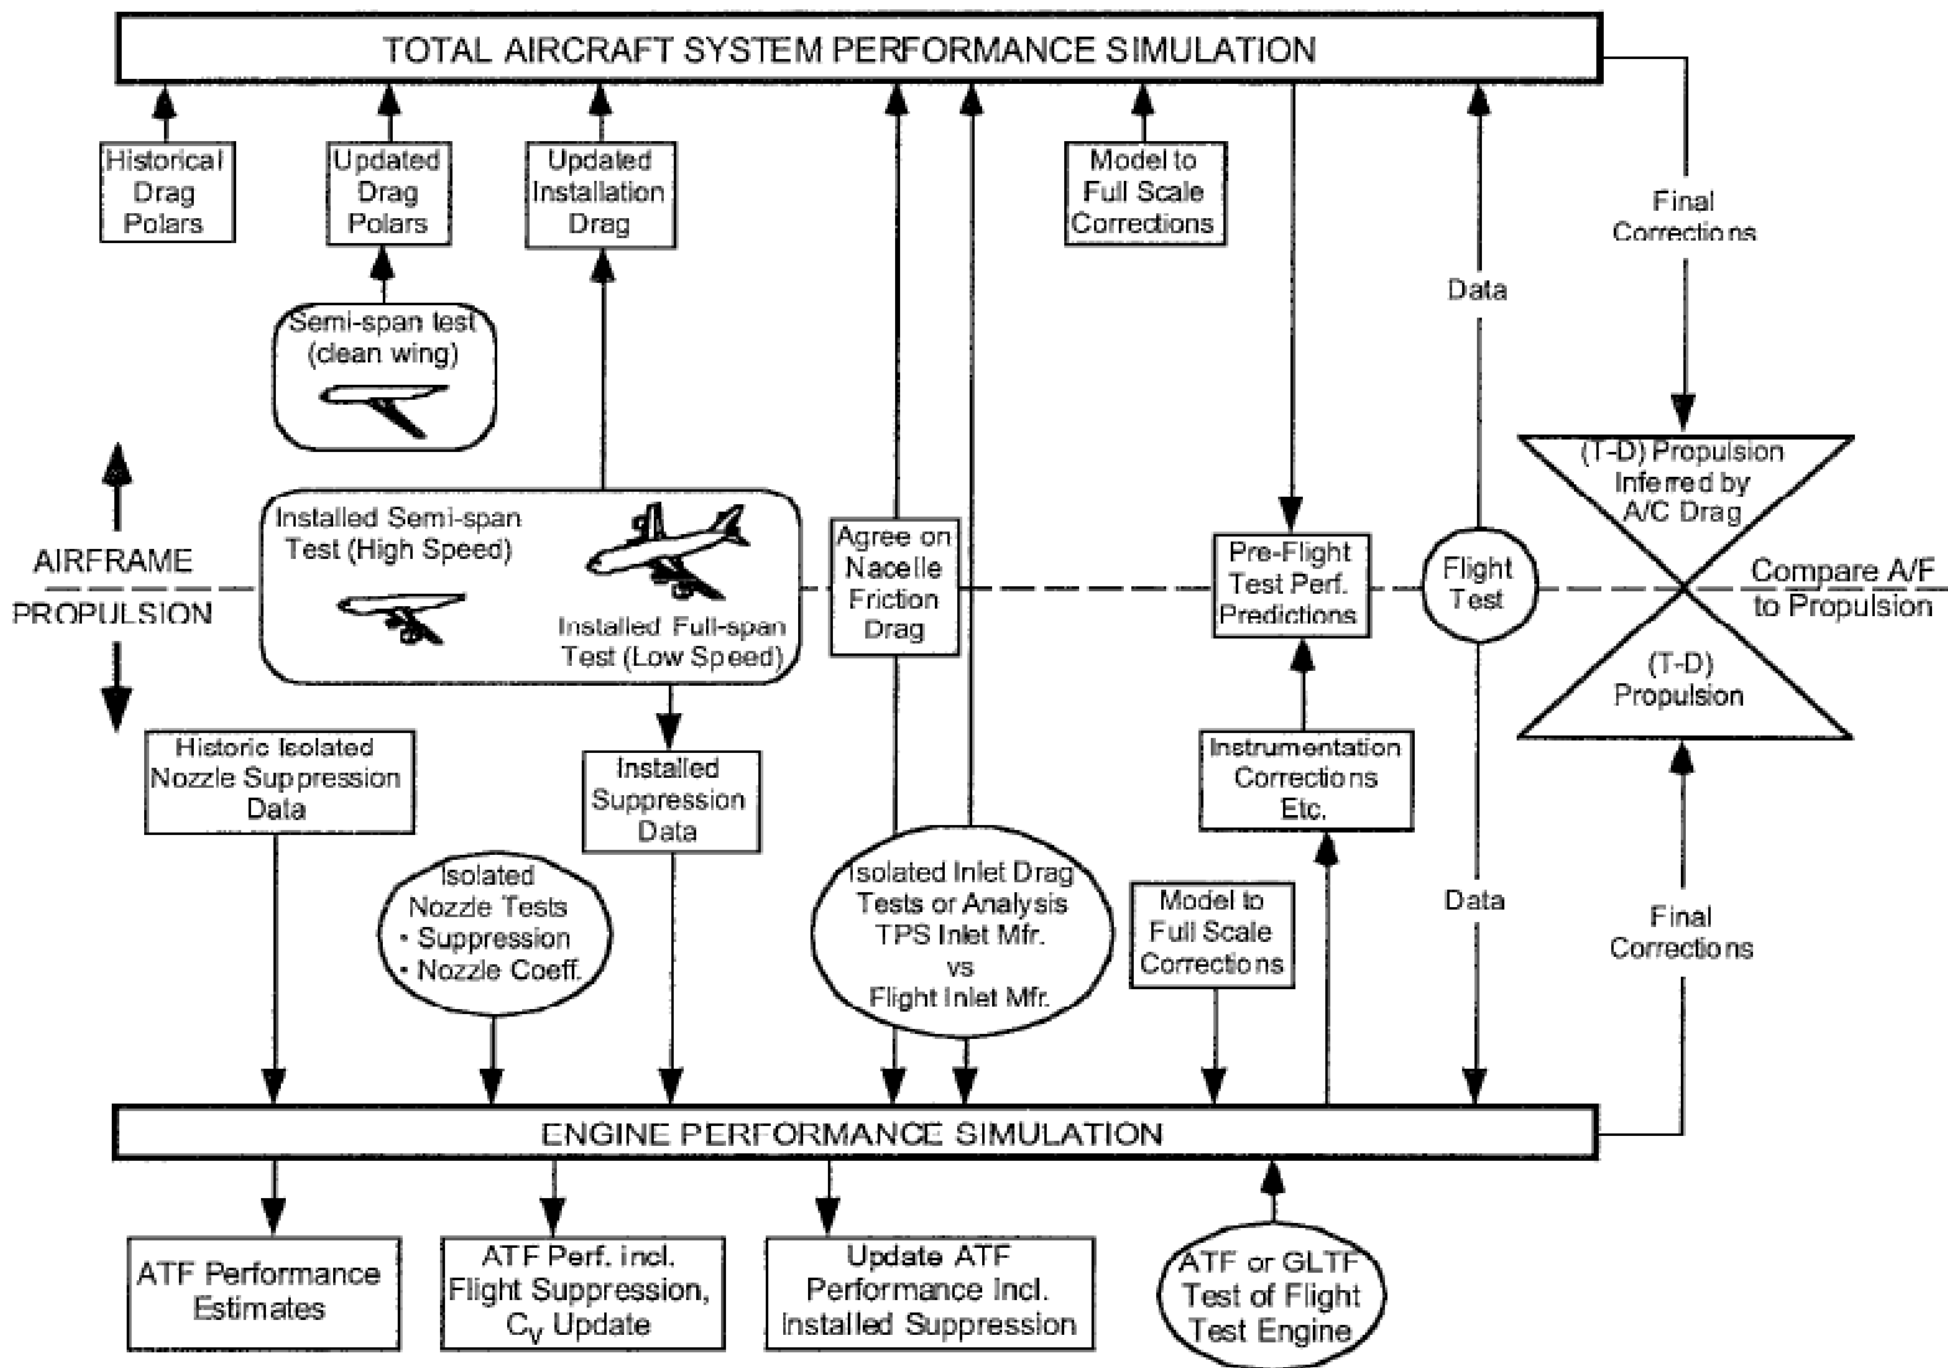 TOTAL AIRCRAFT SYSTEM PERFORMANCE SIMULATION
Historical
Drag
Polars
Updated
Drag
Polars
Updated
Installation
Drag
Model to
Full Scale
Corrections
Final
Corrections
Data
Semi-span test
(clean wing)
(T-D) Propulsion
Inferred by
A/C Drag
AIRFRAME
PROPULSION
Installed Semi-span
Test (High Speed)
Installed Full-span
Test (Low Speed)
Agree on
Nacelle
Friction
Drag
Pre-Flight
Test Perf.
Predictions
Flight
Test
Compare A/F
to Propulsion
(T-D)
Propulsion
Historic Isolated
Nozzle Suppression
Data
Installed
Suppression
Data
Instrumentation
Corrections
Etc.
Isolated
Nozzle Tests
• Suppression
• Nozzle Coeff.
Isolated Inlet Drag
Tests or Analysis
TPS Inlet Mfr.
vs
Flight Inlet Mfr.
Model to
Full Scale
Corrections
Data
Final
Corrections
ENGINE PERFORMANCE SIMULATION
ATF Performance
Estimates
ATF Perf. incl.
Flight Suppression,
CV Update
Update ATF
Performance Incl.
installed Suppression
ATF or GLTF
Test of Flight
Test Engine